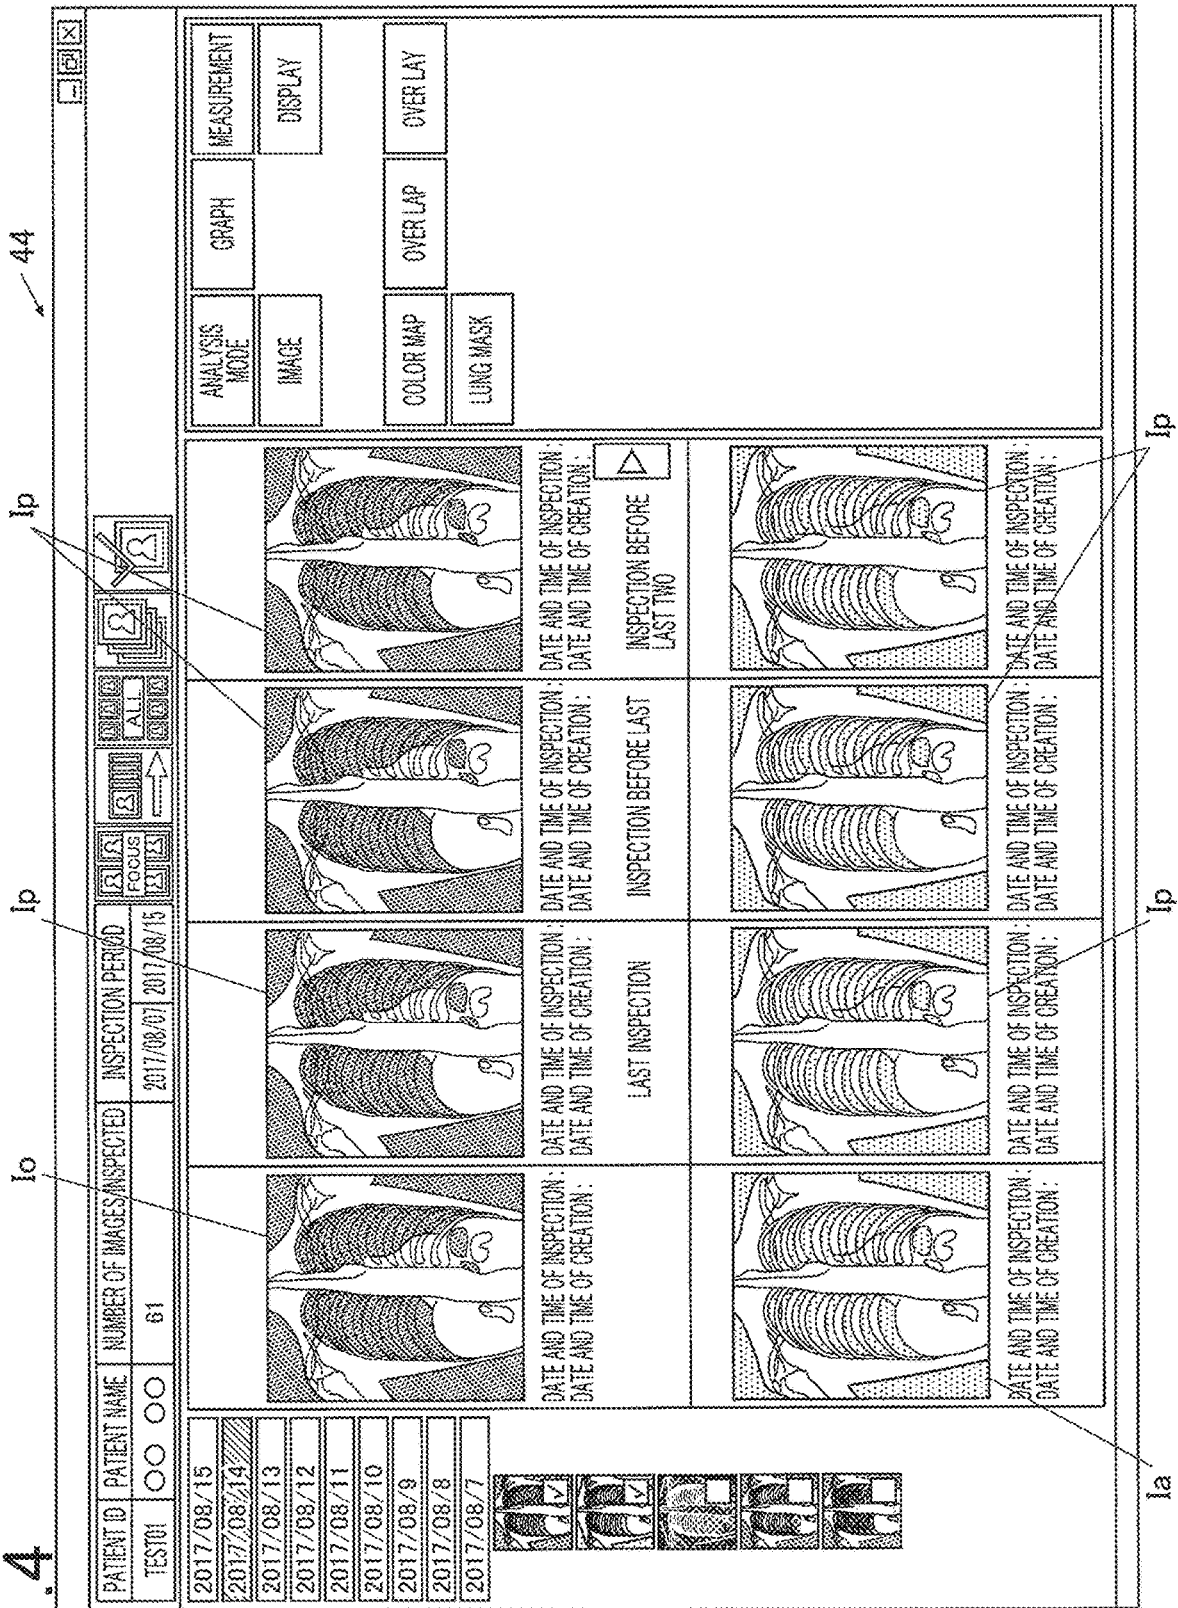 .4
44
PATIENT ID
PATIENT NAME
NUMBER OF IMAGES/INSPECTED
INSPECTION PERIOD
TEST01
○○ ○○
61
2017/08/07
2017/08/15
FOCUS
ALL
2017/08/15
2017/08/14
2017/08/13
2017/08/12
2017/08/11
2017/08/10
2017/08/9
2017/08/8
2017/08/7
Io
Ip
Ip
DATE AND TIME OF INSPECTION :
DATE AND TIME OF CREATION :
DATE AND TIME OF INSPECTION :
DATE AND TIME OF CREATION :
DATE AND TIME OF INSPECTION :
DATE AND TIME OF CREATION :
DATE AND TIME OF INSPECTION :
DATE AND TIME OF CREATION :
LAST INSPECTION
INSPECTION BEFORE LAST
INSPECTION BEFORE
LAST TWO
DATE AND TIME OF INSPECTION :
DATE AND TIME OF CREATION :
DATE AND TIME OF INSPECTION :
DATE AND TIME OF CREATION :
DATE AND TIME OF INSPECTION :
DATE AND TIME OF CREATION :
DATE AND TIME OF INSPECTION :
DATE AND TIME OF CREATION :
Ia
Ip
Ip
ANALYSIS
MODE
GRAPH
MEASUREMENT
IMAGE
DISPLAY
COLOR MAP
OVER LAP
OVER LAY
LUNG MASK